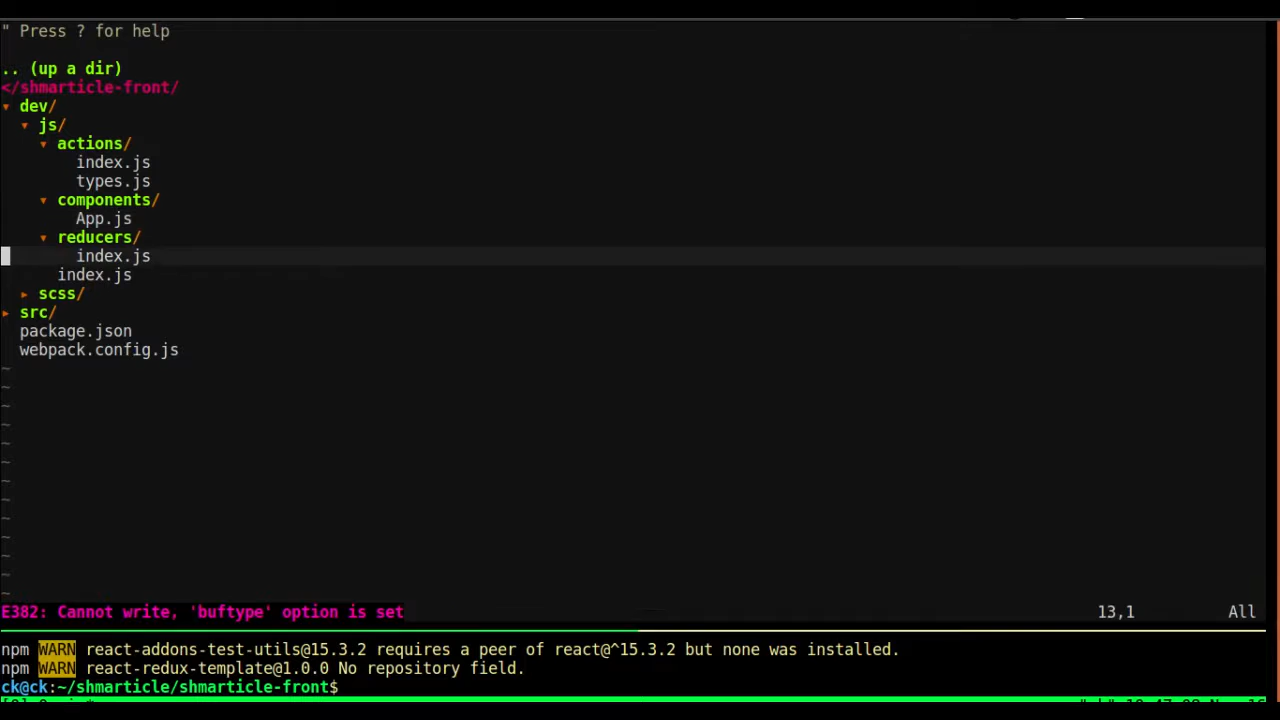 " Press ? for help
.. (up a dir)
</shmarticle-front/
▾ dev/
▾ js/
▾ actions/
index.js
types.js
▾ components/
App.js
▾ reducers/
index.js
index.js
▸ scss/
▸ src/
package.json
webpack.config.js
~
~
~
~
~
~
~
~
~
~
~
~
~
E382: Cannot write, 'buftype' option is set 13,1 All
npm WARN react-addons-test-utils@15.3.2 requires a peer of react@^15.3.2 but none was installed.
npm WARN react-redux-template@1.0.0 No repository field.
ck@ck:~/shmarticle/shmarticle-front$